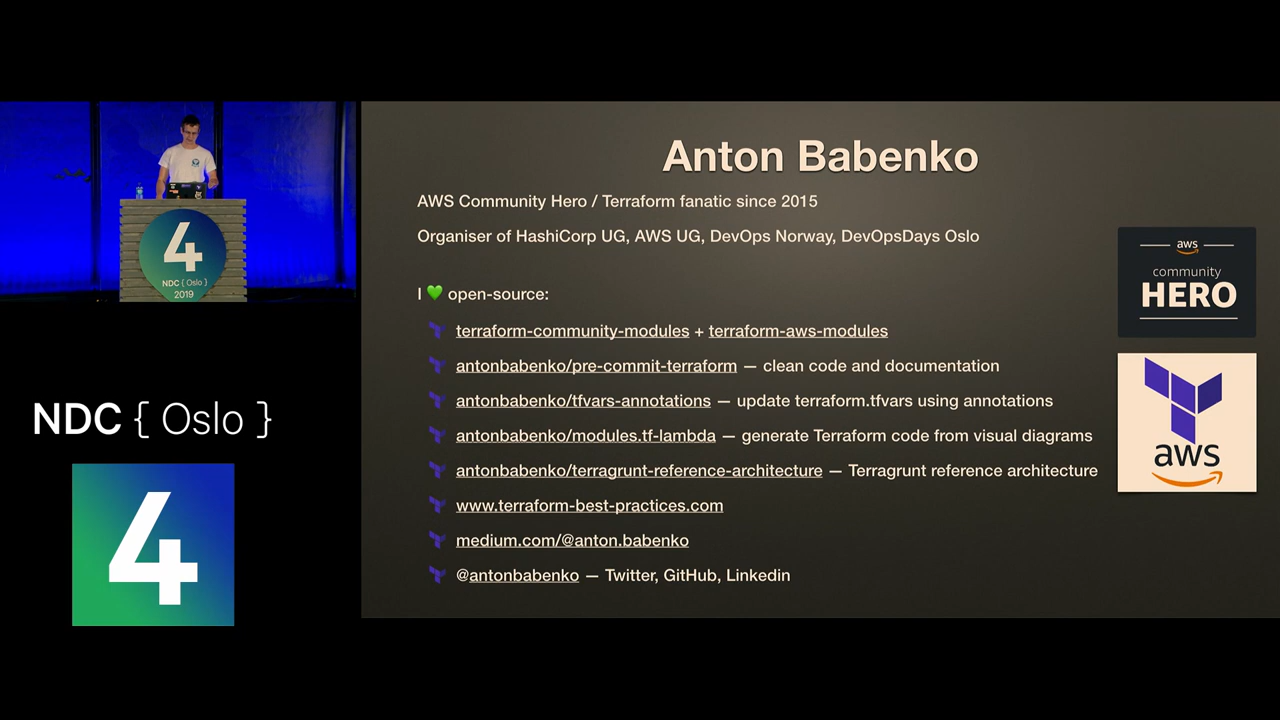 Anton Babenko
AWS Community Hero / Terraform fanatic since 2015
Organiser of HashiCorp UG, AWS UG, DevOps Norway, DevOpsDays Oslo
I 💚 open-source:
terraform-community-modules + terraform-aws-modules
antonbabenko/pre-commit-terraform — clean code and documentation
antonbabenko/tfvars-annotations — update terraform.tfvars using annotations
antonbabenko/modules.tf-lambda — generate Terraform code from visual diagrams
antonbabenko/terragrunt-reference-architecture — Terragrunt reference architecture
www.terraform-best-practices.com
medium.com/@anton.babenko
@antonbabenko — Twitter, GitHub, Linkedin
aws
community
HERO
aws
4
NDC { Oslo }
2019
NDC { Oslo }
4